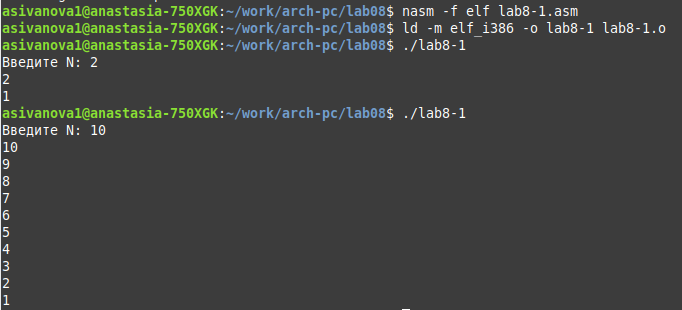 asivanova1@anastasia-750XGK:~/work/arch-pc/lab08$ nasm -f elf lab8-1.asm
asivanova1@anastasia-750XGK:~/work/arch-pc/lab08$ ld -m elf_i386 -o lab8-1 lab8-1.o
asivanova1@anastasia-750XGK:~/work/arch-pc/lab08$ ./lab8-1
Введите N: 2
2
1
asivanova1@anastasia-750XGK:~/work/arch-pc/lab08$ ./lab8-1
Введите N: 10
10
9
8
7
6
5
4
3
2
1